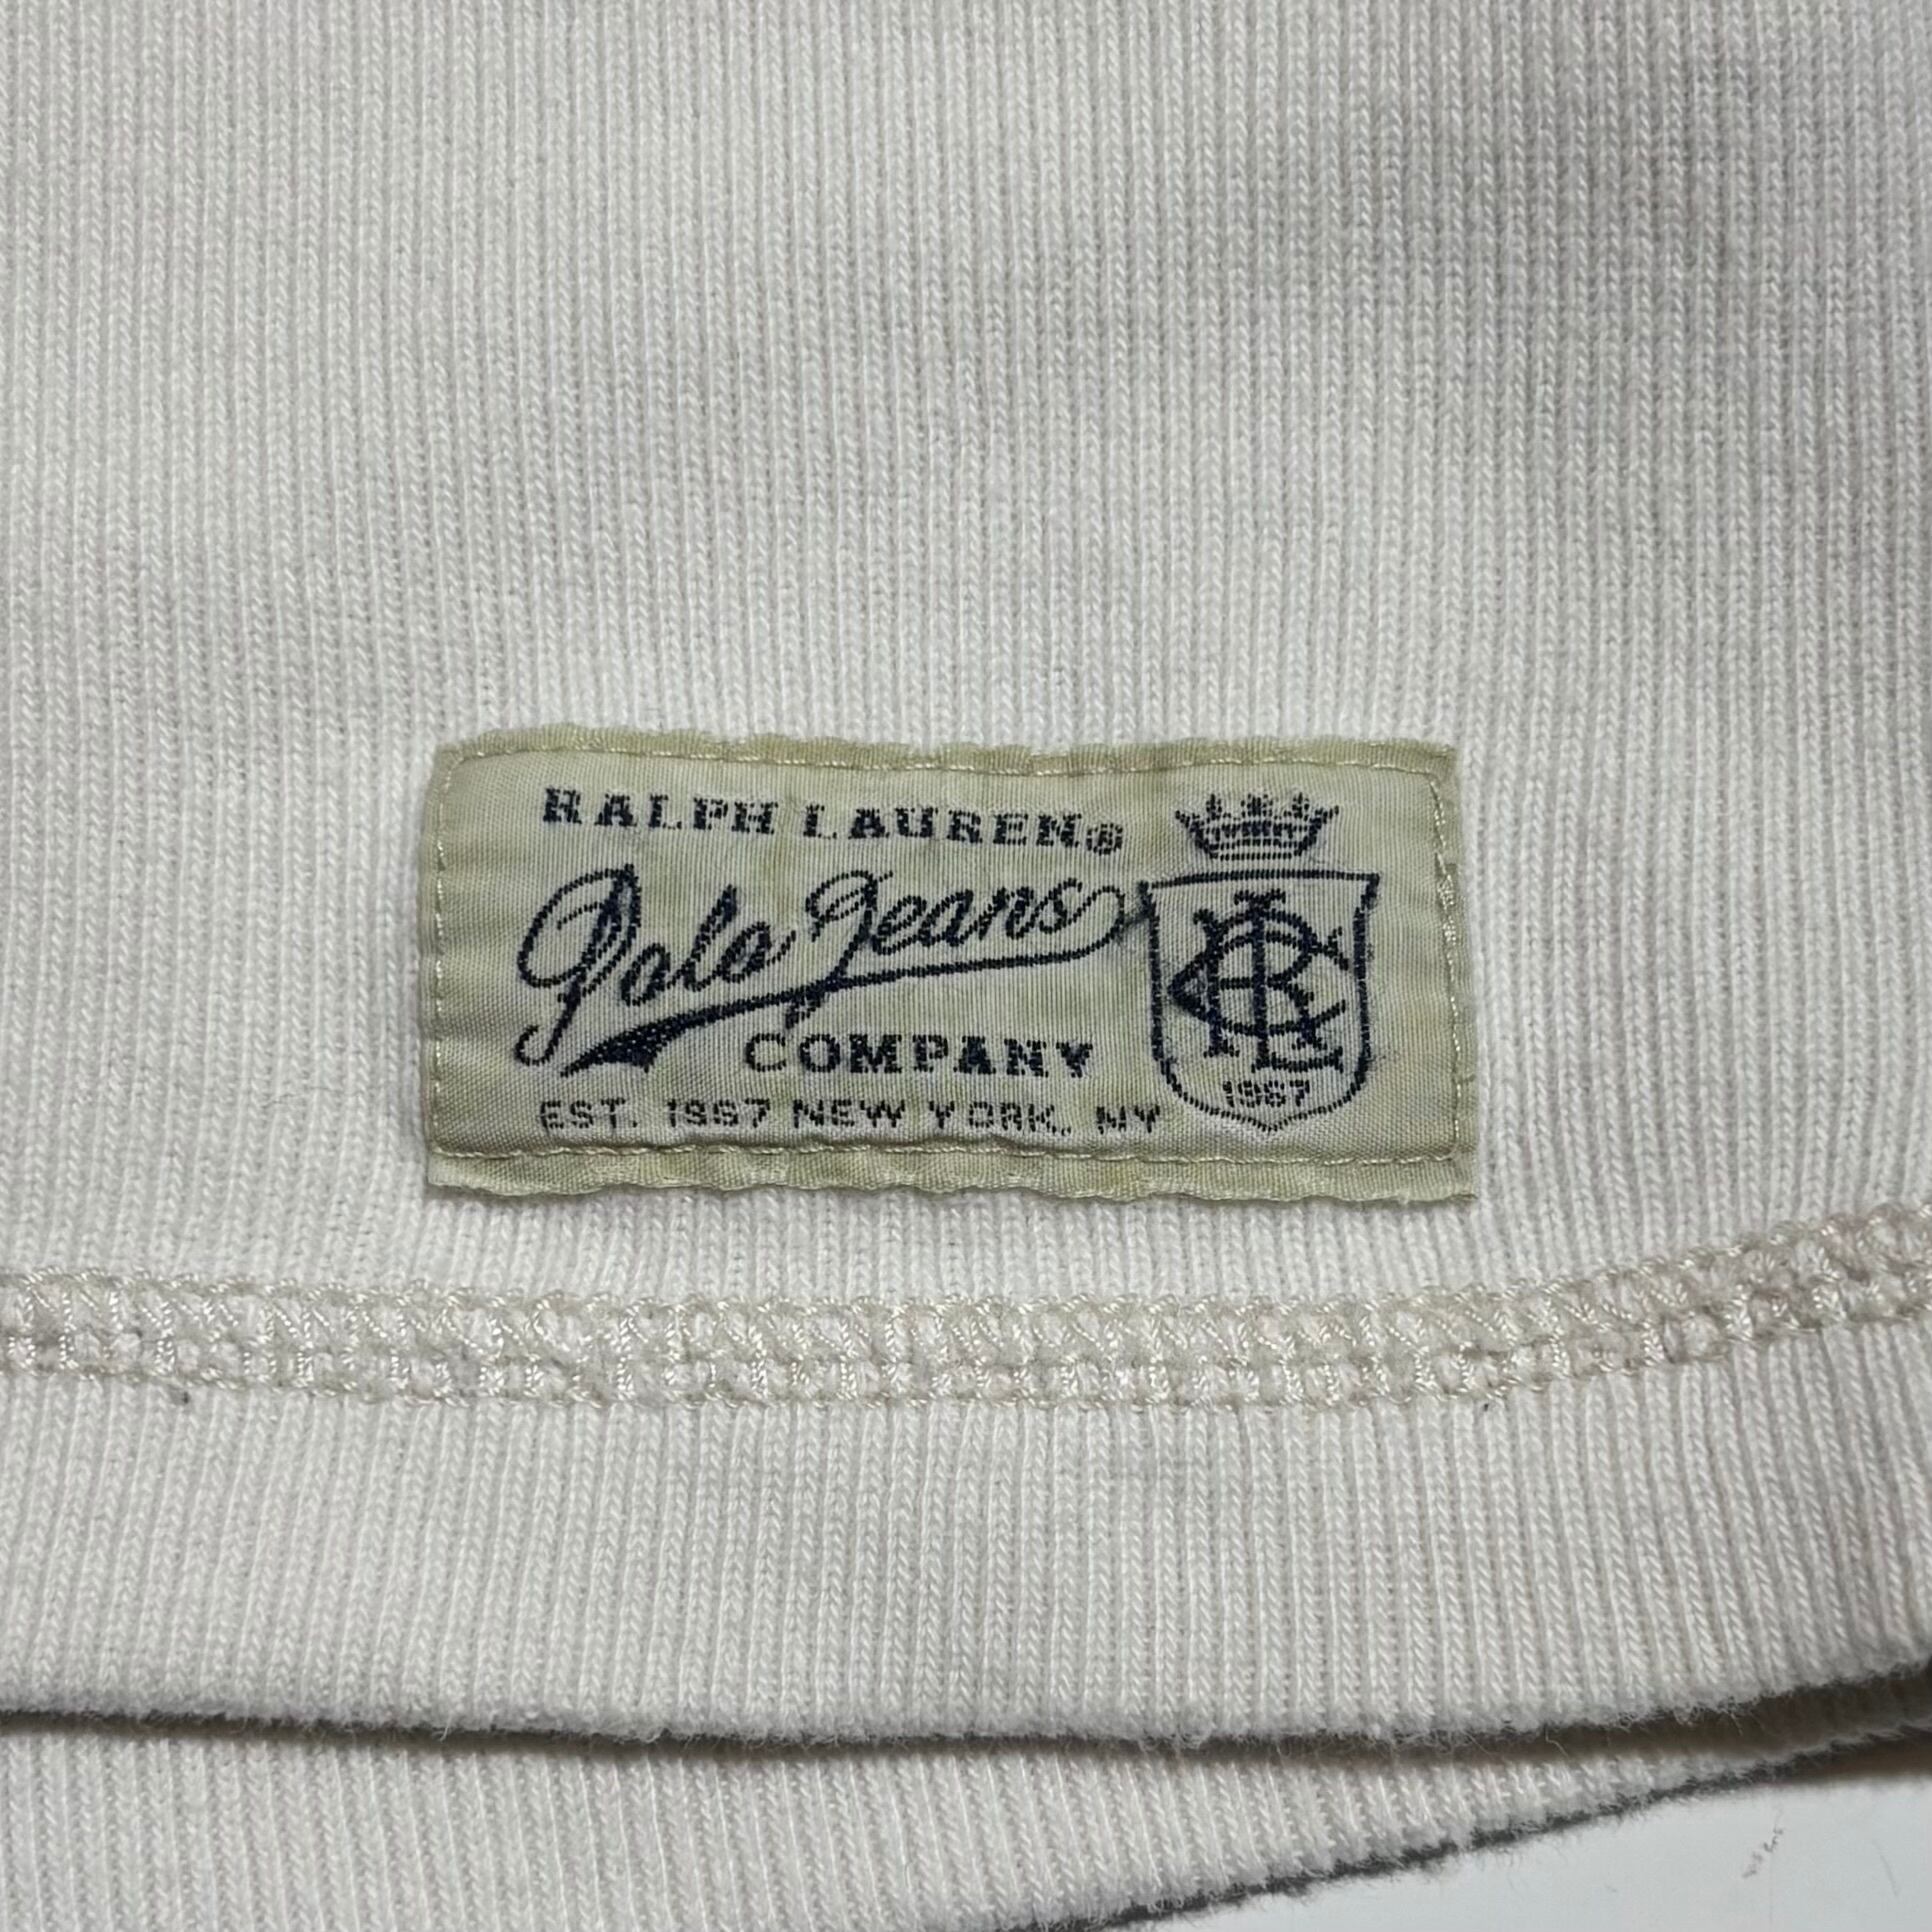 RALPH LAUREN®
Polo Jeans
COMPANY
EST. 1967 NEW YORK, NY
RLC
1967